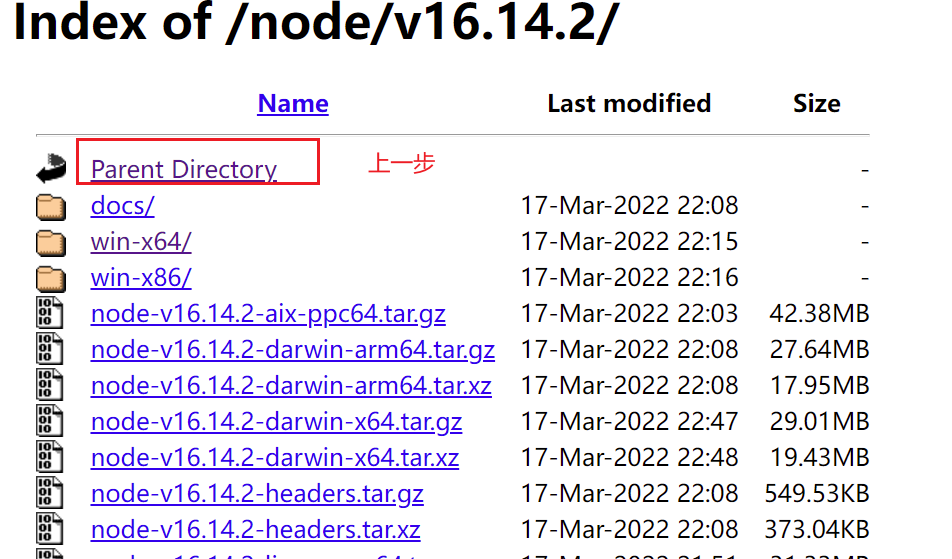 Index of /node/v16.14.2/
Name Last modified Size
Parent Directory 上一步 -
docs/ 17-Mar-2022 22:08 -
win-x64/ 17-Mar-2022 22:15 -
win-x86/ 17-Mar-2022 22:16 -
node-v16.14.2-aix-ppc64.tar.gz 17-Mar-2022 22:03 42.38MB
node-v16.14.2-darwin-arm64.tar.gz 17-Mar-2022 22:08 27.64MB
node-v16.14.2-darwin-arm64.tar.xz 17-Mar-2022 22:08 17.95MB
node-v16.14.2-darwin-x64.tar.gz 17-Mar-2022 22:47 29.01MB
node-v16.14.2-darwin-x64.tar.xz 17-Mar-2022 22:48 19.43MB
node-v16.14.2-headers.tar.gz 17-Mar-2022 22:08 549.53KB
node-v16.14.2-headers.tar.xz 17-Mar-2022 22:08 373.04KB